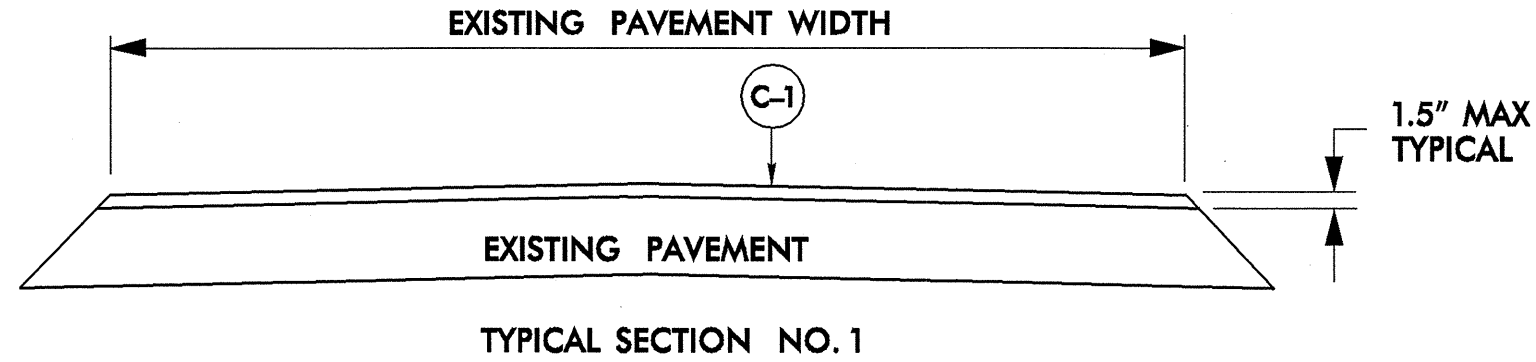 EXISTING PAVEMENT WIDTH
C-1
1.5" MAX
TYPICAL
EXISTING PAVEMENT
TYPICAL SECTION NO. 1